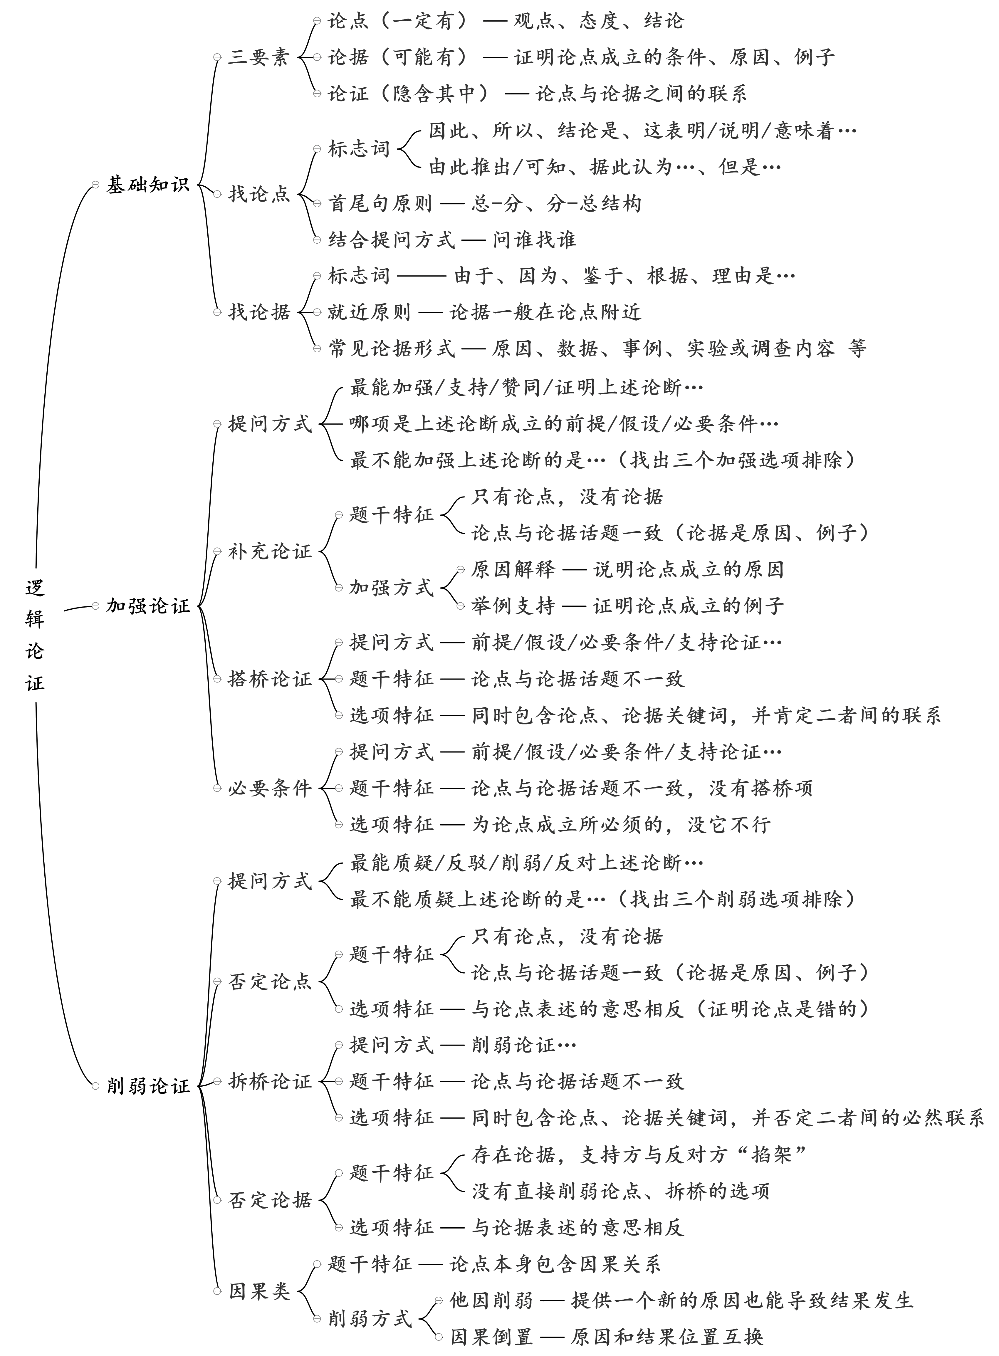 逻辑论证
基础知识
三要素
论点（一定有）—观点、态度、结论
论据（可能有）—证明论点成立的条件、原因、例子
论证（隐含其中）—论点与论据之间的联系
找论点
标志词
因此、所以、结论是、这表明/说明/意味着…
由此推出/可知、据此认为…、但是…
首尾句原则—总-分、分-总结构
结合提问方式—问谁找谁
找论据
标志词——由于、因为、鉴于、根据、理由是…
就近原则—论据一般在论点附近
常见论据形式—原因、数据、事例、实验或调查内容 等
加强论证
提问方式
最能加强/支持/赞同/证明上述论断…
哪项是上述论断成立的前提/假设/必要条件…
最不能加强上述论断的是…（找出三个加强选项排除）
补充论证
题干特征
只有论点，没有论据
论点与论据话题一致（论据是原因、例子）
加强方式
原因解释—说明论点成立的原因
举例支持—证明论点成立的例子
搭桥论证
提问方式—前提/假设/必要条件/支持论证…
题干特征—论点与论据话题不一致
选项特征—同时包含论点、论据关键词，并肯定二者间的联系
必要条件
提问方式—前提/假设/必要条件/支持论证…
题干特征—论点与论据话题不一致，没有搭桥项
选项特征—为论点成立所必须的，没它不行
削弱论证
提问方式
最能质疑/反驳/削弱/反对上述论断…
最不能质疑上述论断的是…（找出三个削弱选项排除）
否定论点
题干特征
只有论点，没有论据
论点与论据话题一致（论据是原因、例子）
选项特征—与论点表述的意思相反（证明论点是错的）
拆桥论证
提问方式—削弱论证…
题干特征—论点与论据话题不一致
选项特征—同时包含论点、论据关键词，并否定二者间的必然联系
否定论据
题干特征
存在论据，支持方与反对方“掐架”
没有直接削弱论点、拆桥的选项
选项特征—与论据表述的意思相反
因果类
题干特征—论点本身包含因果关系
削弱方式
他因削弱—提供一个新的原因也能导致结果发生
因果倒置—原因和结果位置互换